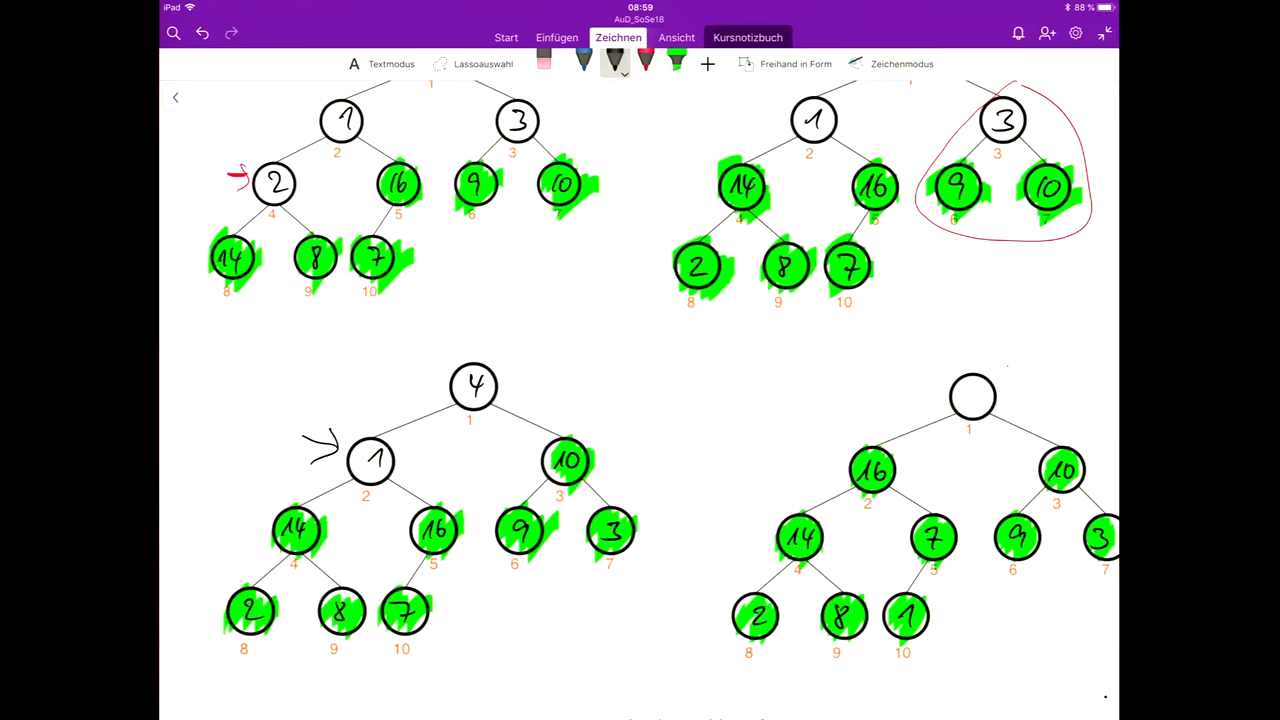 iPad 08:59 88 %
AuD_SoSe18
Start Einfügen Zeichnen Ansicht Kursnotizbuch
A Textmodus Lassoauswahl Freihand in Form Zeichenmodus
1
1 3
2 3
2 16 9 10
4 5 6 7
14 8 7
8 9 10
1 3
2 3
14 16 9 10
4 5 6 7
2 8 7
8 9 10
4
1
1 10
2 3
14 16 9 3
4 5 6 7
2 8 7
8 9 10
1
16 10
2 3
14 7 9 3
4 5 6 7
2 8 1
8 9 10